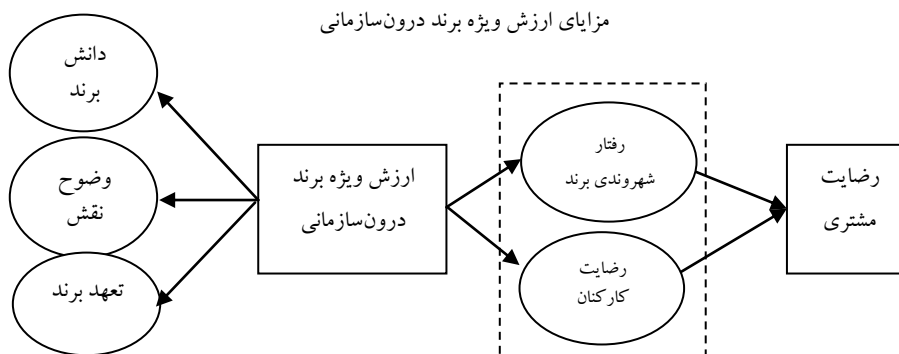 مزایای ارزش ویژه برند درون‌سازمانی
دانش
برند
وضوح
نقش
تعهد برند
ارزش ویژه برند
درون‌سازمانی
رفتار
شهروندی برند
رضایت
کارکنان
رضایت
مشتری